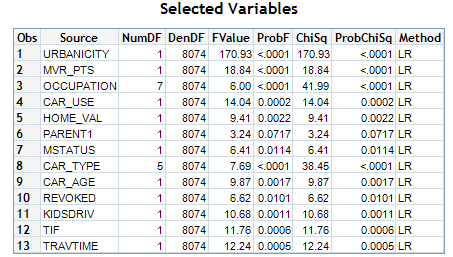 Selected Variables
Obs Source NumDF DenDF FValue ProbF ChiSq ProbChiSq Method
1 URBANICITY 1 8074 170.93 <.0001 170.93 <.0001 LR
2 MVR_PTS 1 8074 18.84 <.0001 18.84 <.0001 LR
3 OCCUPATION 7 8074 6.00 <.0001 41.99 <.0001 LR
4 CAR_USE 1 8074 14.04 0.0002 14.04 0.0002 LR
5 HOME_VAL 1 8074 9.41 0.0022 9.41 0.0022 LR
6 PARENT1 1 8074 3.24 0.0717 3.24 0.0717 LR
7 MSTATUS 1 8074 6.41 0.0114 6.41 0.0114 LR
8 CAR_TYPE 5 8074 7.69 <.0001 38.45 <.0001 LR
9 CAR_AGE 1 8074 9.87 0.0017 9.87 0.0017 LR
10 REVOKED 1 8074 6.62 0.0101 6.62 0.0101 LR
11 KIDSDRIV 1 8074 10.68 0.0011 10.68 0.0011 LR
12 TIF 1 8074 11.76 0.0006 11.76 0.0006 LR
13 TRAVTIME 1 8074 12.24 0.0005 12.24 0.0005 LR